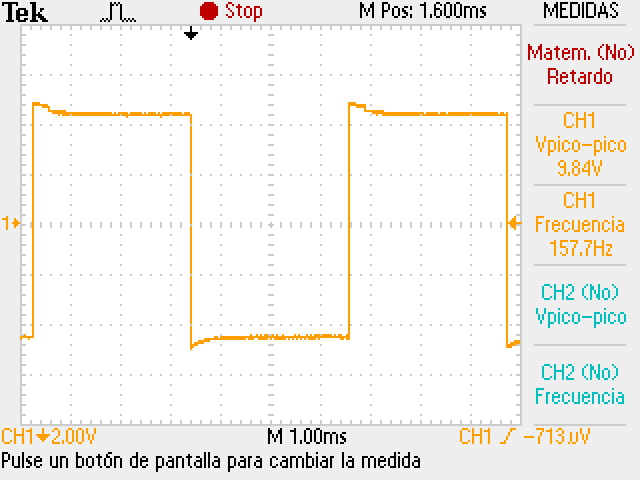 Tek Stop M Pos: 1.600ms MEDIDAS
Matem. (No)
Retardo
CH1
Vpico-pico
9.84V
1
CH1
Frecuencia
157.7Hz
CH2 (No)
Vpico-pico
CH2 (No)
Frecuencia
CH1 2.00V M 1.00ms CH1 -713.uV
Pulse un botón de pantalla para cambiar la medida